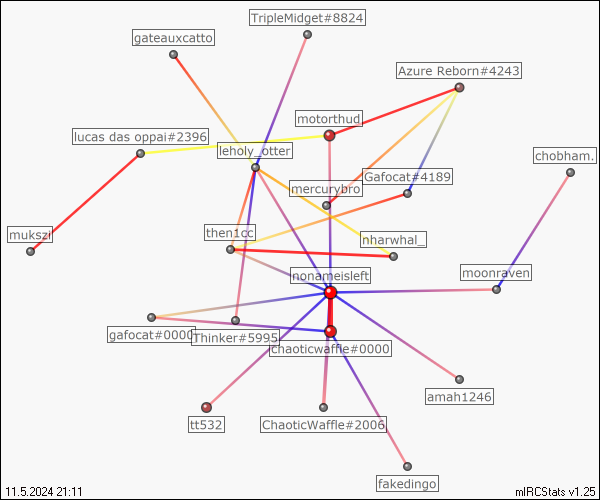 TripleMidget#8824
gateauxcatto
Azure Reborn#4243
motorthud_
lucas das oppai#2396
leholy_otter
chobham.
Gafocat#4189
mercurybro
mukszi
then1cc
nharwhal_
nonameisleft
moonraven
gafocat#0000
Thinker#5995
chaoticwaffle#0000
amah1246
tt532
ChaoticWaffle#2006
fakedingo
11.5.2024 21:11
mIRCStats v1.25